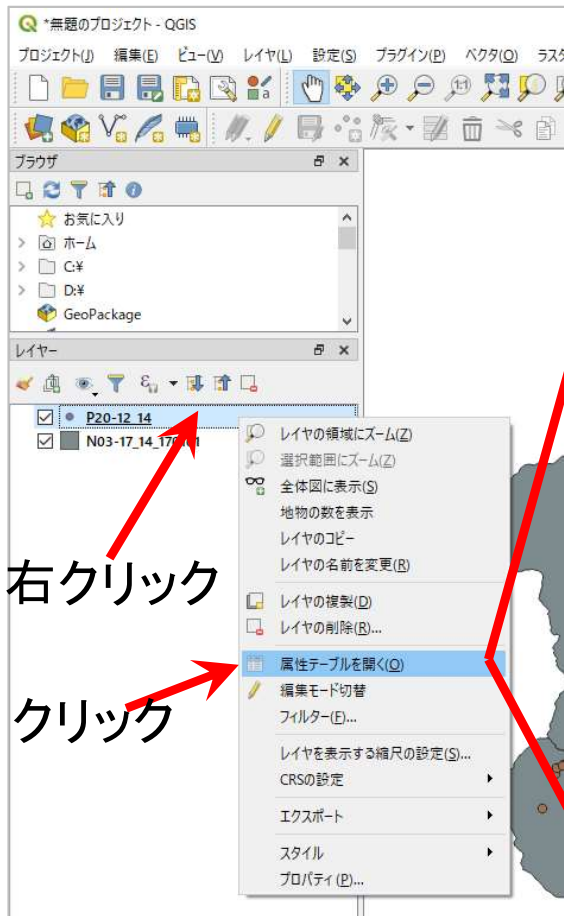 *無題のプロジェクト - QGIS
プロジェクト(J) 編集(E) ビュー(V) レイヤ(L) 設定(S) プラグイン(P) ベクタ(O) ラスタ
ブラウザ
お気に入り
ホーム
C:¥
D:¥
GeoPackage
レイヤー
P20-12_14
N03-17_14_170101
レイヤの領域にズーム(Z)
選択範囲にズーム(Z)
全体図に表示(S)
地物の数を表示
レイヤのコピー
レイヤの名前を変更(R)
レイヤの複製(D)
レイヤの削除(R)...
属性テーブルを開く(O)
編集モード切替
フィルター(F)...
レイヤを表示する縮尺の設定(S)...
CRSの設定
エクスポート
スタイル
プロパティ(P)...
右クリック
クリック